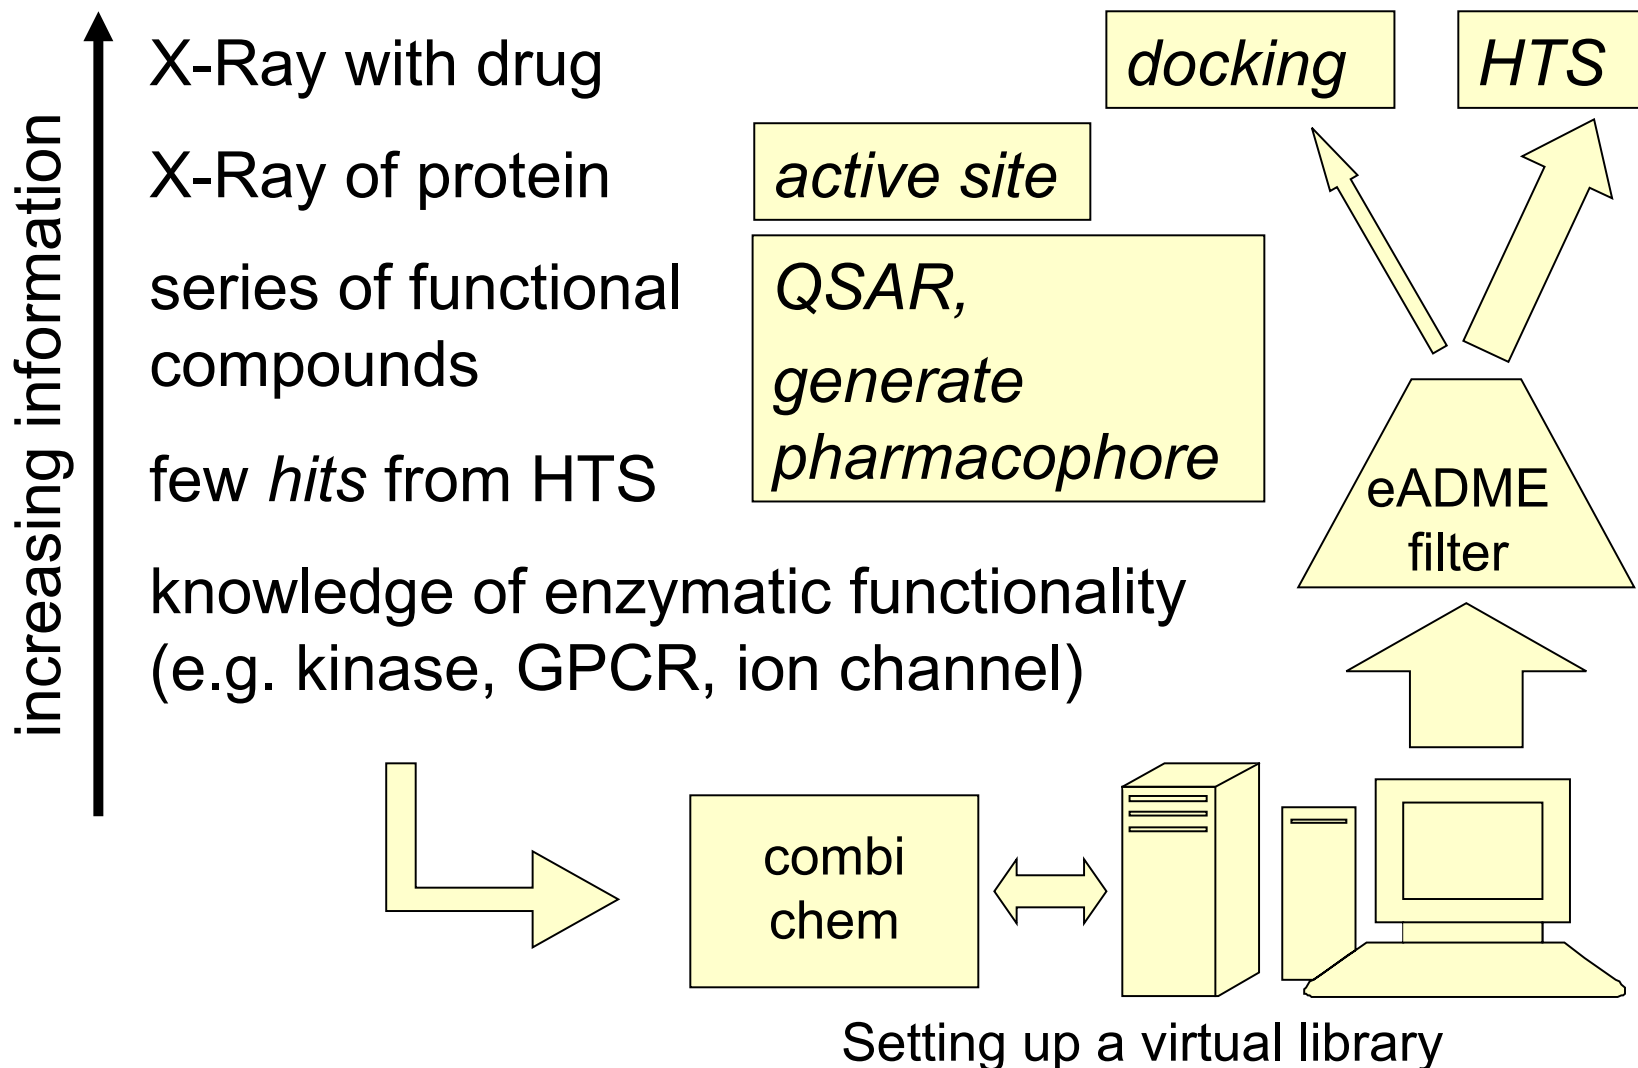 increasing information
X-Ray with drug
docking
HTS
X-Ray of protein
active site
series of functional
compounds
QSAR,
generate
pharmacophore
few hits from HTS
eADME
filter
knowledge of enzymatic functionality
(e.g. kinase, GPCR, ion channel)
combi
chem
Setting up a virtual library